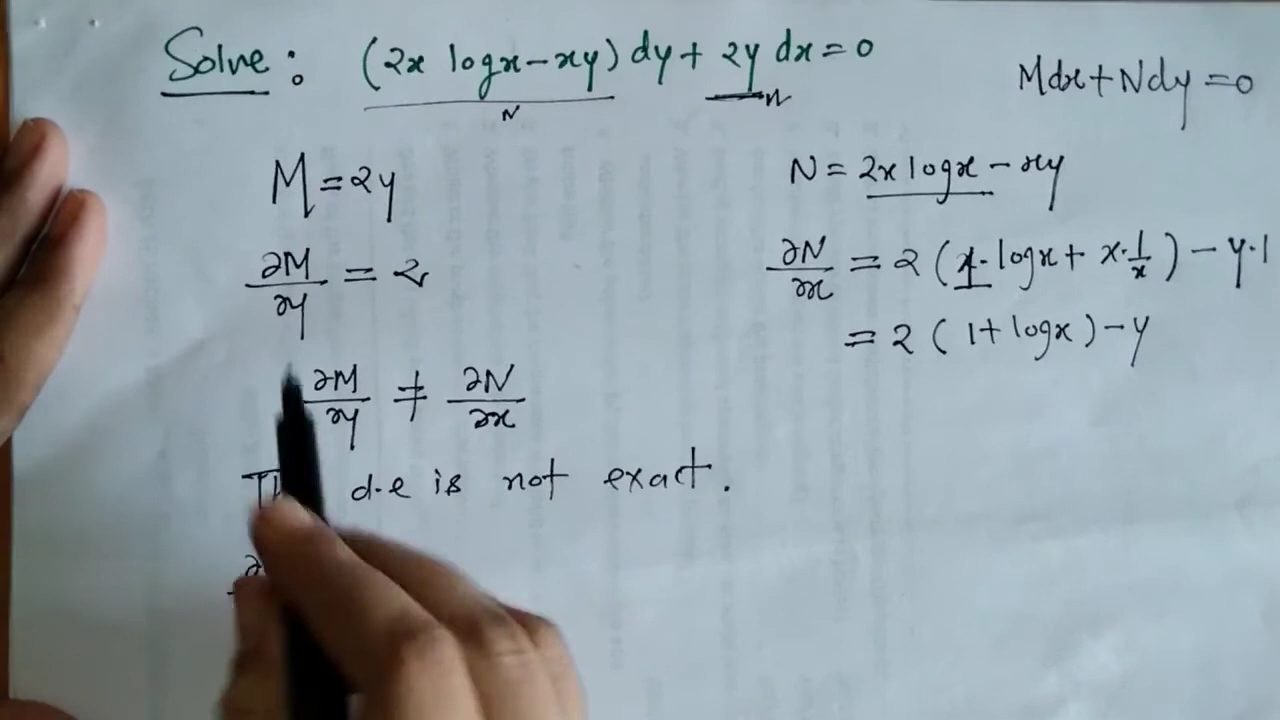 Solve : (2x logx - xy) dy + 2y dx = 0
N
M
Mdx + Ndy = 0
M = 2y
N = 2x logx - xy
∂M/∂y = 2
∂N/∂x = 2 (1· logx + x· 1/x ) - y·1
= 2 ( 1 + logx ) - y
∂M/∂y ≠ ∂N/∂x
d.e is not exact.